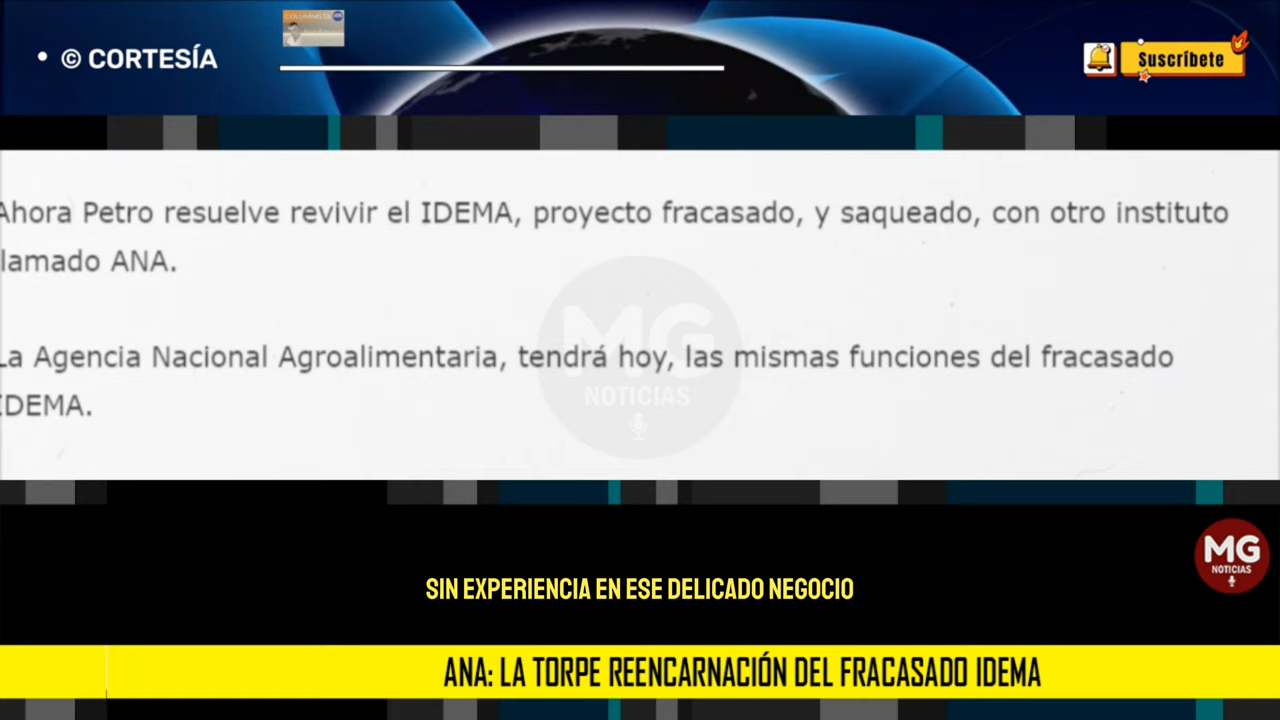 COLUMNISTA
• © CORTESÍA
Suscríbete
Ahora Petro resuelve revivir el IDEMA, proyecto fracasado, y saqueado, con otro instituto
lamado ANA.
La Agencia Nacional Agroalimentaria, tendrá hoy, las mismas funciones del fracasado
IDEMA.
MG
NOTICIAS
MG
NOTICIAS
SIN EXPERIENCIA EN ESE DELICADO NEGOCIO
ANA: LA TORPE REENCARNACIÓN DEL FRACASADO IDEMA